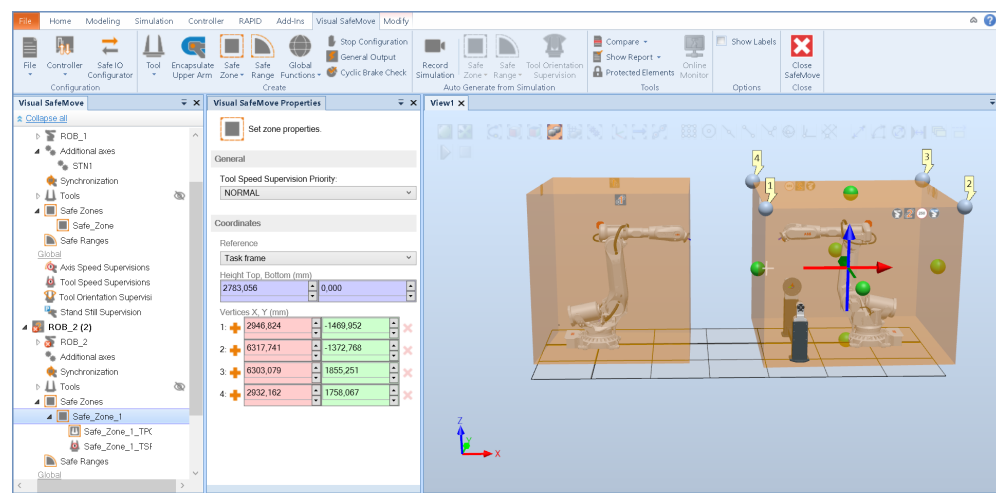 File Home Modeling Simulation Controller RAPID Add-Ins Visual SafeMove Modify
File Controller Safe IO Configurator Tool Encapsulate Upper Arm Safe Zone Safe Range Global Functions Stop Configuration General Output Cyclic Brake Check Record Simulation Safe Zone Safe Range Tool Orientation Supervision Compare Show Report Protected Elements Online Monitor Show Labels Close SafeMove
Configuration Create Auto Generate from Simulation Tools Options Close
Visual SafeMove
Collapse all
ROB_1
Additional axes
STN1
Synchronization
Tools
Safe Zones
Safe_Zone
Safe Ranges
Global
Axis Speed Supervisions
Tool Speed Supervisions
Tool Orientation Supervisi
Stand Still Supervision
ROB_2 (2)
ROB_2
Additional axes
Synchronization
Tools
Safe Zones
Safe_Zone_1
Safe_Zone_1_TPC
Safe_Zone_1_TSF
Safe Ranges
Global
Visual SafeMove Properties
Set zone properties.
General
Tool Speed Supervision Priority:
NORMAL
Coordinates
Reference
Task frame
Height Top, Bottom (mm)
2783,056 0,000
Vertices X, Y (mm)
1: 2946,824 -1469,952
2: 6317,741 -1372,768
3: 6303,079 1855,251
4: 2932,162 1758,067
View1
4 3
1 2
Z
Y
X